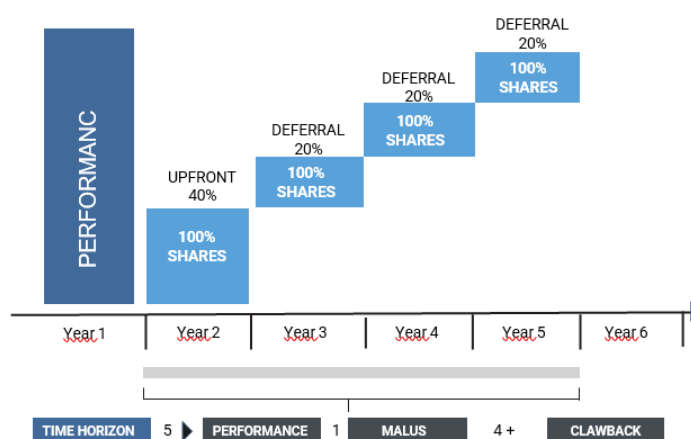 DEFERRAL
20%
100%
SHARES
DEFERRAL
20%
100%
SHARES
DEFERRAL
20%
100%
SHARES
UPFRONT
40%
100%
SHARES
PERFORMANC
Year 1 Year 2 Year 3 Year 4 Year 5 Year 6
TIME HORIZON 5 PERFORMANCE 1 MALUS 4 + CLAWBACK